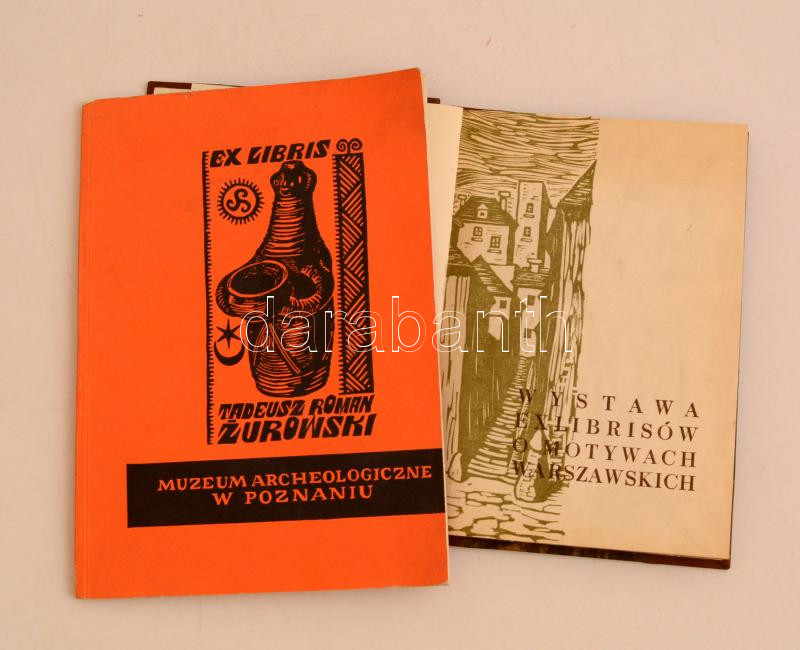 EX LIBRIS
TADEUSZ ROMAN
ŻUROWSKI
MUZEUM ARCHEOLOGICZNE
W POZNANIU
WYSTAWA
EXLIBRISÓW
O MOTYWACH
WARSZAWSKICH
darabanth